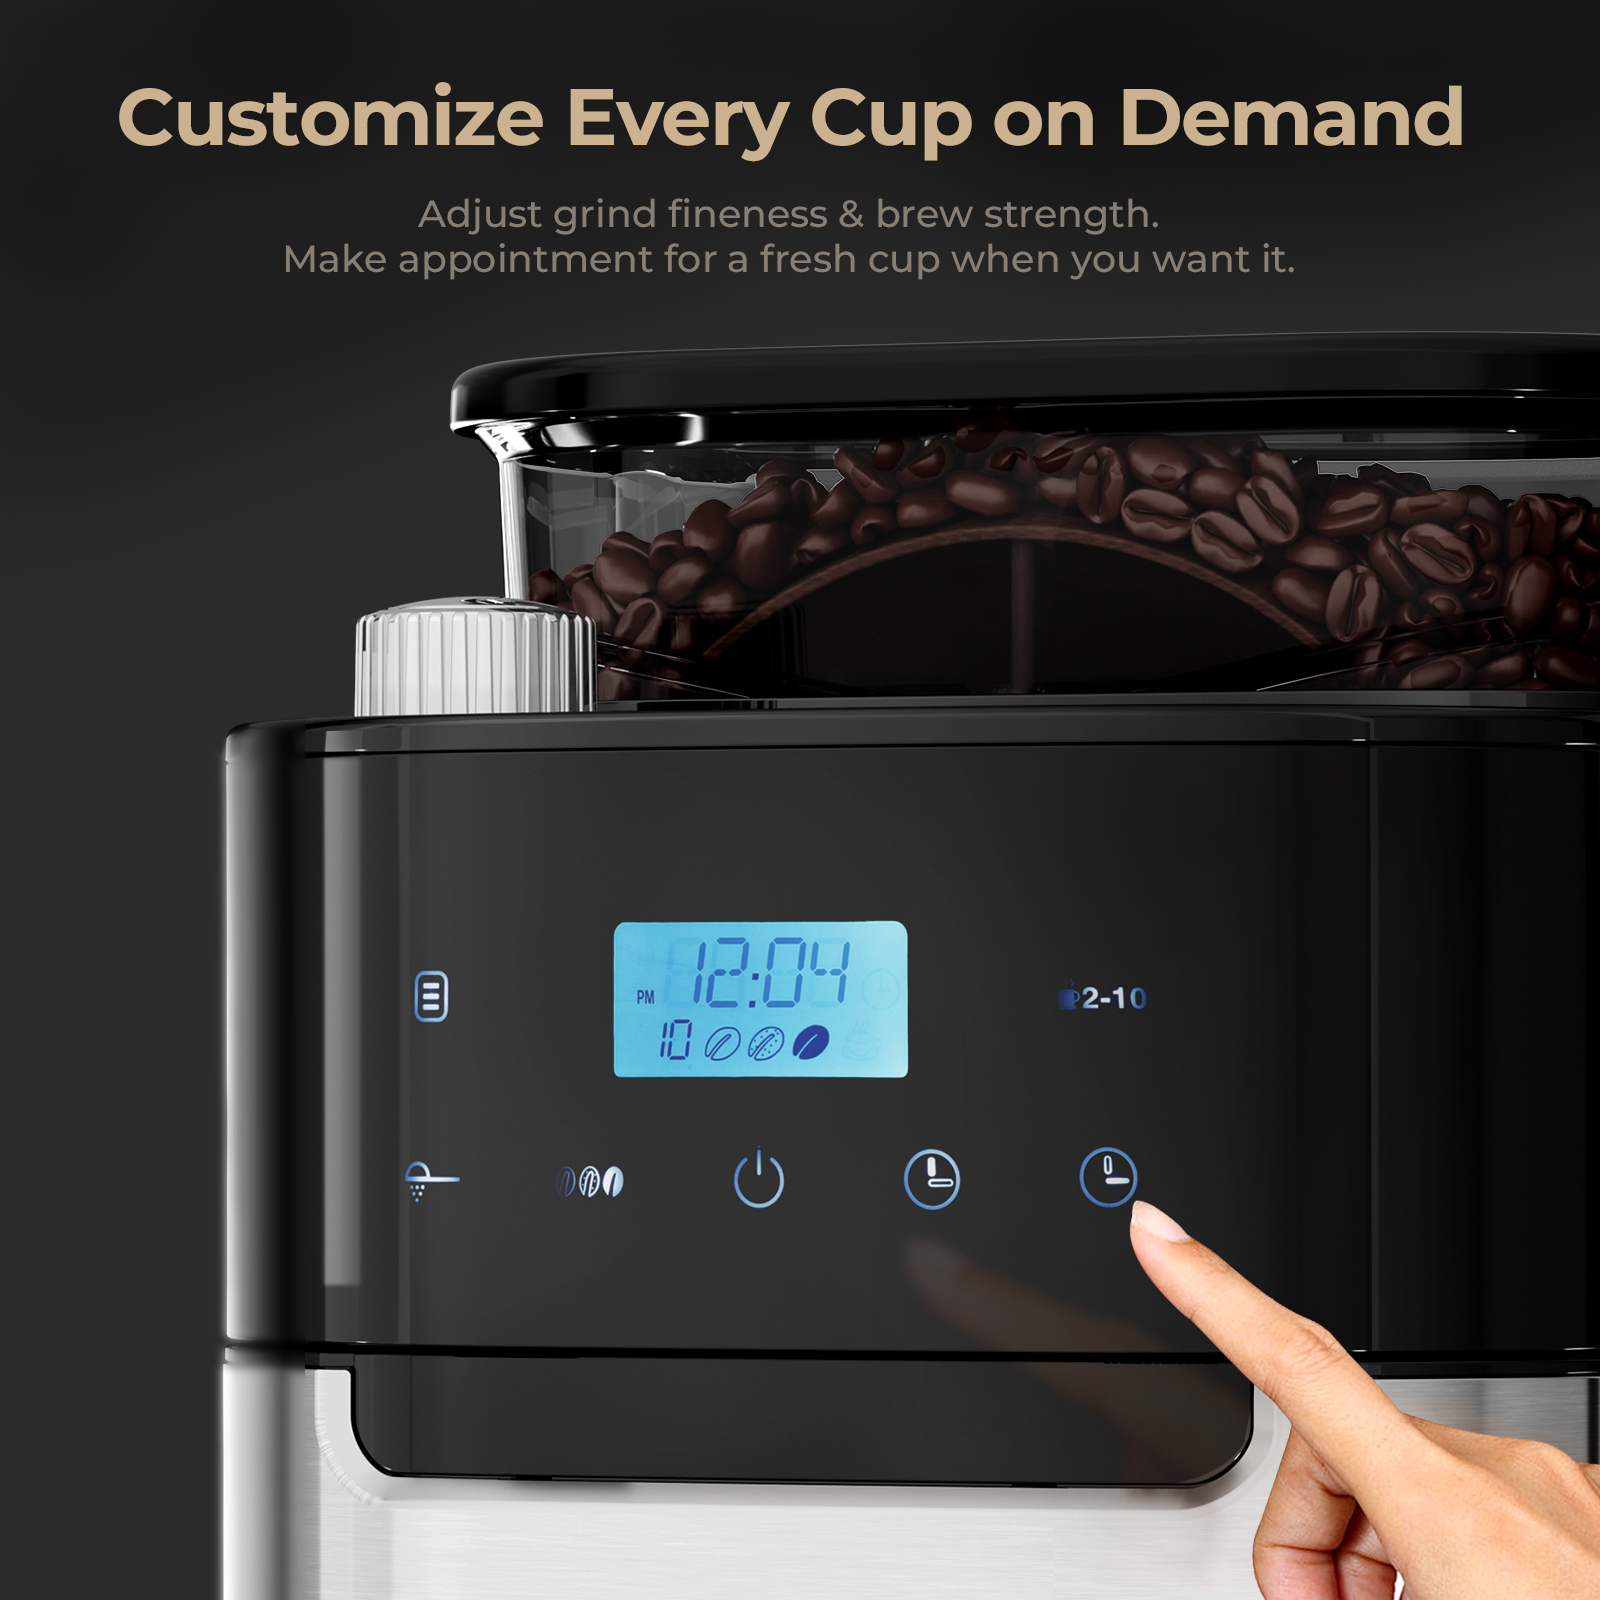 Customize Every Cup on Demand
Adjust grind fineness & brew strength.
Make appointment for a fresh cup when you want it.
12:04
PM
10
2-10